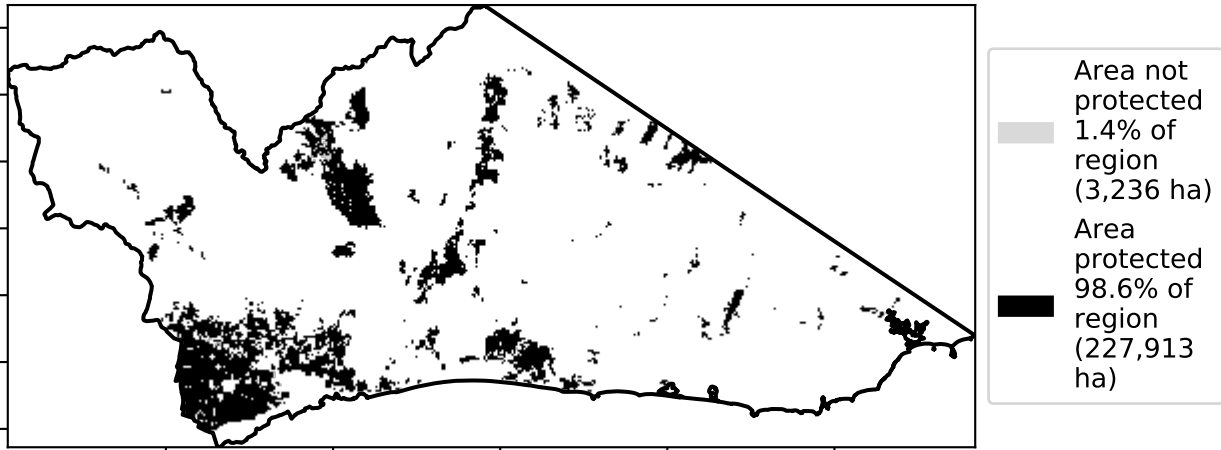 Area not
protected
1.4% of
region
(3,236 ha)
Area
protected
98.6% of
region
(227,913
ha)